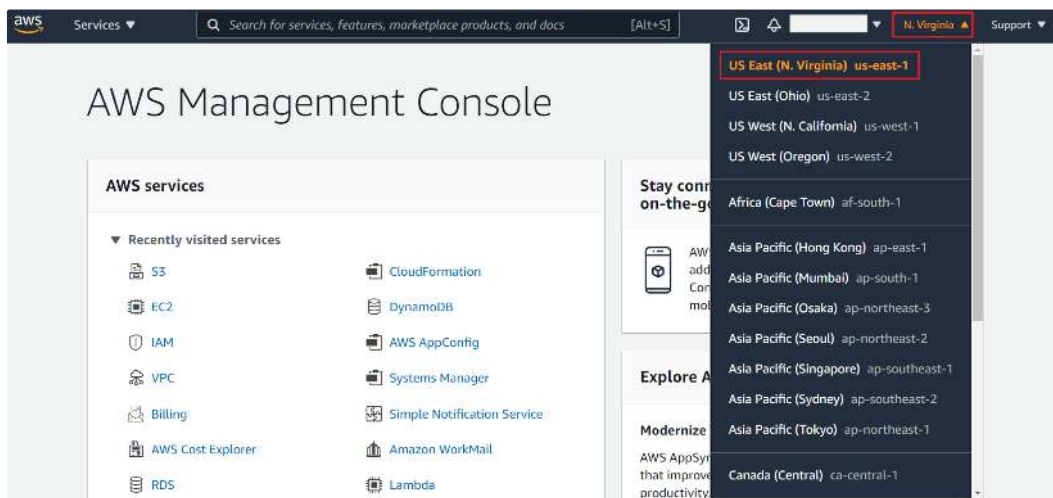 aws Services ▼ Search for services, features, marketplace products, and docs [Alt+S] N. Virginia ▲ Support ▼
AWS Management Console
AWS services
Recently visited services
S3
EC2
IAM
VPC
Billing
AWS Cost Explorer
RDS
CloudFormation
DynamoDB
AWS AppConfig
Systems Manager
Simple Notification Service
Amazon WorkMail
Lambda
Stay conn
on-the-g
AW
add
Con
mob
Explore A
Modernize
AWS AppSyn
that improve
productivity
US East (N. Virginia) us-east-1
US East (Ohio) us-east-2
US West (N. California) us-west-1
US West (Oregon) us-west-2
Africa (Cape Town) af-south-1
Asia Pacific (Hong Kong) ap-east-1
Asia Pacific (Mumbai) ap-south-1
Asia Pacific (Osaka) ap-northeast-3
Asia Pacific (Seoul) ap-northeast-2
Asia Pacific (Singapore) ap-southeast-1
Asia Pacific (Sydney) ap-southeast-2
Asia Pacific (Tokyo) ap-northeast-1
Canada (Central) ca-central-1